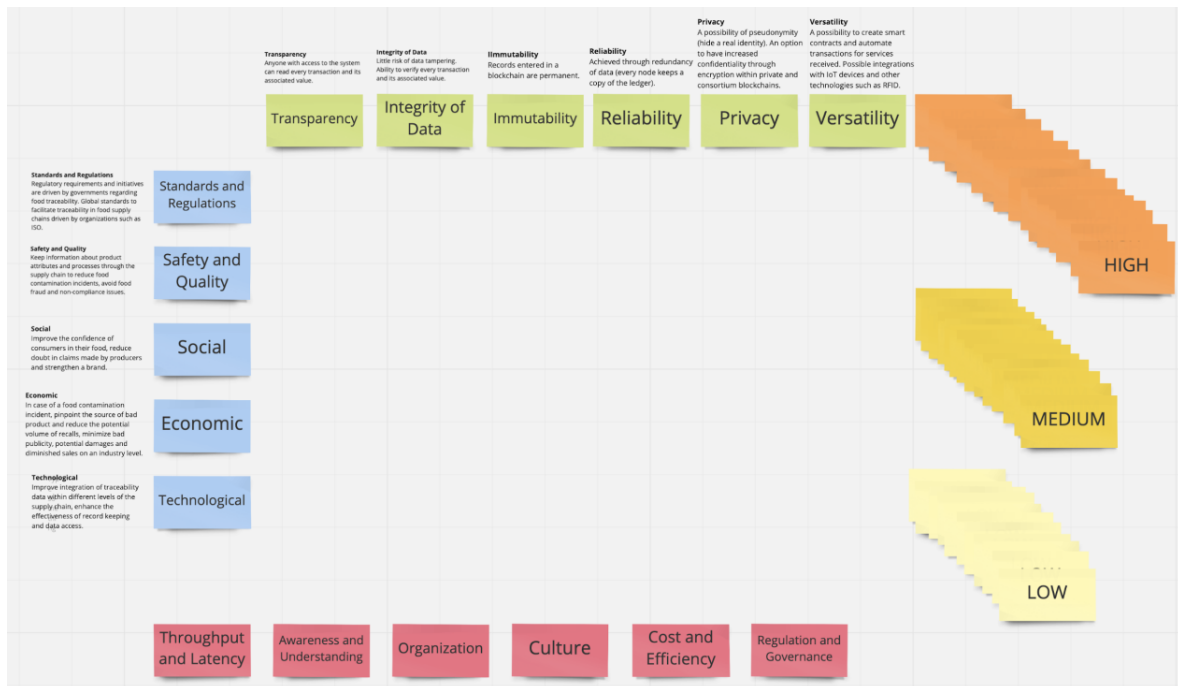 Transparency
Anyone with access to the system
can read every transaction and its
associated value.
Integrity of Data
Little risk of data tampering.
Ability to verify every transaction
and its associated value.
IImmutability
Records entered in a
blockchain are permanent.
Reliability
Achieved through redundancy
of data (every node keeps a
copy of the ledger).
Privacy
A possibility of pseudonymity
(hide a real identity). An option
to have increased
confidentiality through
encryption within private and
consortium blockchains.
Versatility
A possibility to create smart
contracts and automate
transactions for services
received. Possible integrations
with IoT devices and other
technologies such as RFID.
Transparency
Integrity of
Data
Immutability
Reliability
Privacy
Versatility
Standards and Regulations
Regulatory requirements and initiatives
are driven by governments regarding
food traceability. Global standards to
facilitate traceability in food supply
chains driven by organizations such as
ISO.
Standards and
Regulations
Safety and Quality
Keep information about product
attributes and processes through the
supply chain to reduce food
contamination incidents, avoid food
fraud and non-compliance issues.
Safety and
Quality
Social
Improve the confidence of
consumers in their food, reduce
doubt in claims made by producers
and strengthen a brand.
Social
Economic
In case of a food contamination
incident, pinpoint the source of bad
product and reduce the potential
volume of recalls, minimize bad
publicity, potential damages and
diminished sales on an industry level.
Economic
Technological
Improve integration of traceability
data within different levels of the
supply chain, enhance the
effectiveness of record keeping
and data access.
Technological
HIGH
MEDIUM
LOW
Throughput
and Latency
Awareness and
Understanding
Organization
Culture
Cost and
Efficiency
Regulation and
Governance